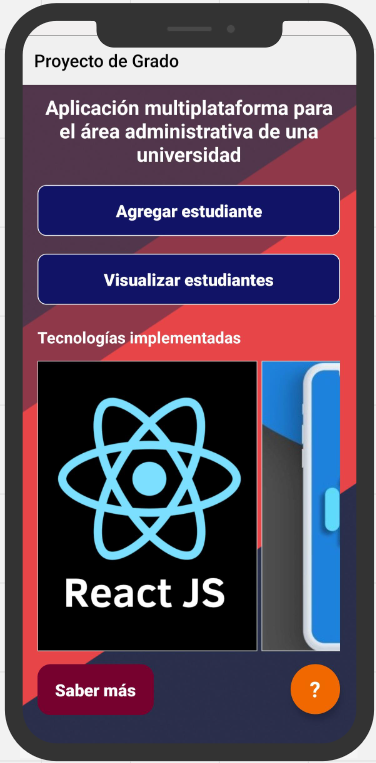 Proyecto de Grado
Aplicación multiplataforma para
el área administrativa de una
universidad
Agregar estudiante
Visualizar estudiantes
Tecnologías implementadas
React JS
Saber más
?